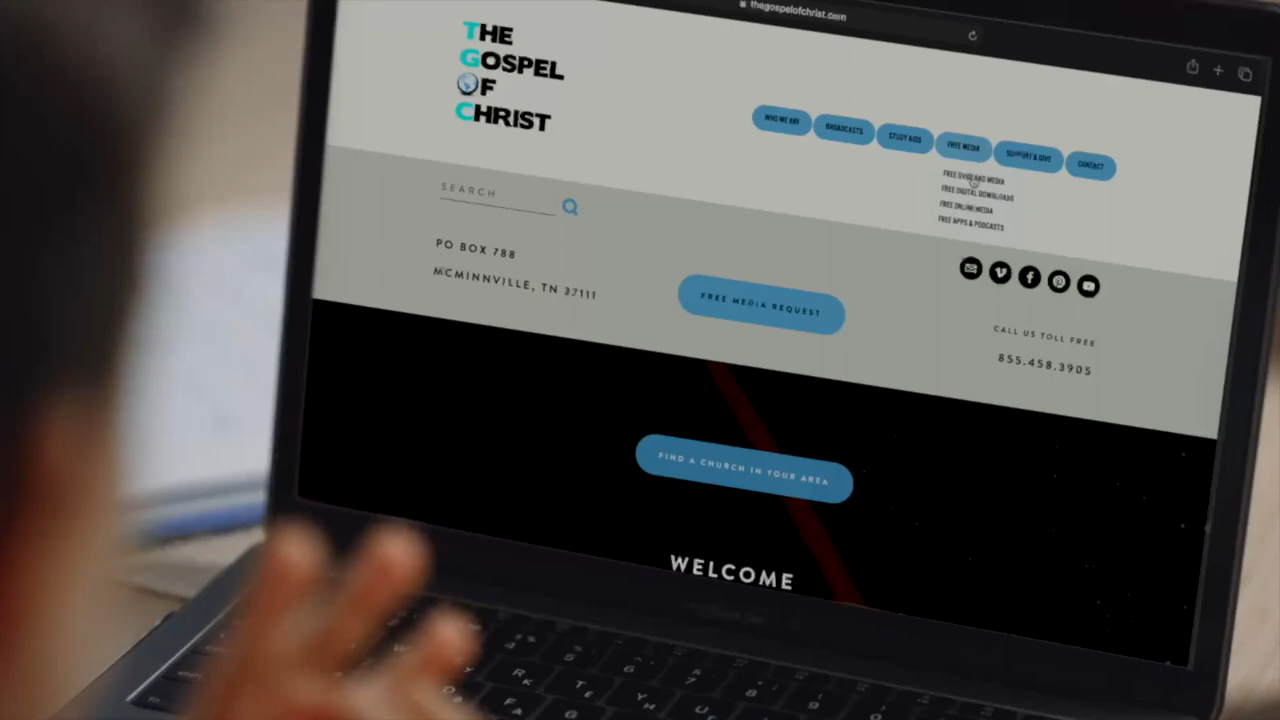 thegospelofchrist.com
THE
GOSPEL
OF
CHRIST
WHO WE ARE
BROADCASTS
STUDY AIDS
FREE MEDIA
SUPPORT & GIVE
CONTACT
FREE DVDS AND MEDIA
FREE DIGITAL DOWNLOADS
FREE ONLINE MEDIA
FREE APPS & PODCASTS
SEARCH
PO BOX 788
MCMINNVILLE, TN 37111
FREE MEDIA REQUEST
CALL US TOLL FREE
855.458.3905
FIND A CHURCH IN YOUR AREA
WELCOME